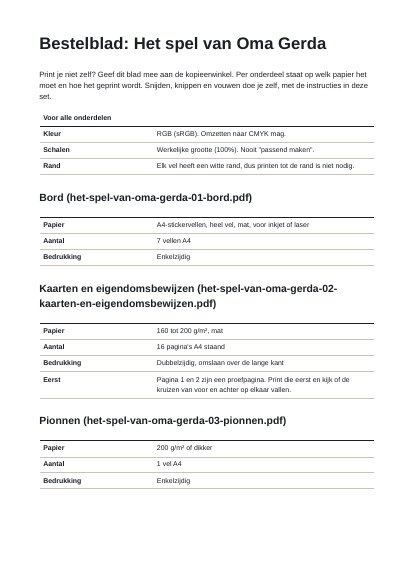 Bestelblad: Het spel van Oma Gerda
Print je niet zelf? Geef dit blad mee aan de kopieerwinkel. Per onderdeel staat op welk papier het
moet en hoe het geprint wordt. Snijden, knippen en vouwen doe je zelf, met de instructies in deze
set.
Voor alle onderdelen
Kleur RGB (sRGB). Omzetten naar CMYK mag.
Schalen Werkelijke grootte (100%). Nooit "passend maken".
Rand Elk vel heeft een witte rand, dus printen tot de rand is niet nodig.
Bord (het-spel-van-oma-gerda-01-bord.pdf)
Papier A4-stickervellen, heel vel, mat, voor inkjet of laser
Aantal 7 vellen A4
Bedrukking Enkelzijdig
Kaarten en eigendomsbewijzen (het-spel-van-oma-gerda-02-
kaarten-en-eigendomsbewijzen.pdf)
Papier 160 tot 200 g/m², mat
Aantal 16 pagina's A4 staand
Bedrukking Dubbelzijdig, omslaan over de lange kant
Eerst Pagina 1 en 2 zijn een proefpagina. Print die eerst en kijk of de
kruizen van voor en achter op elkaar vallen.
Pionnen (het-spel-van-oma-gerda-03-pionnen.pdf)
Papier 200 g/m² of dikker
Aantal 1 vel A4
Bedrukking Enkelzijdig